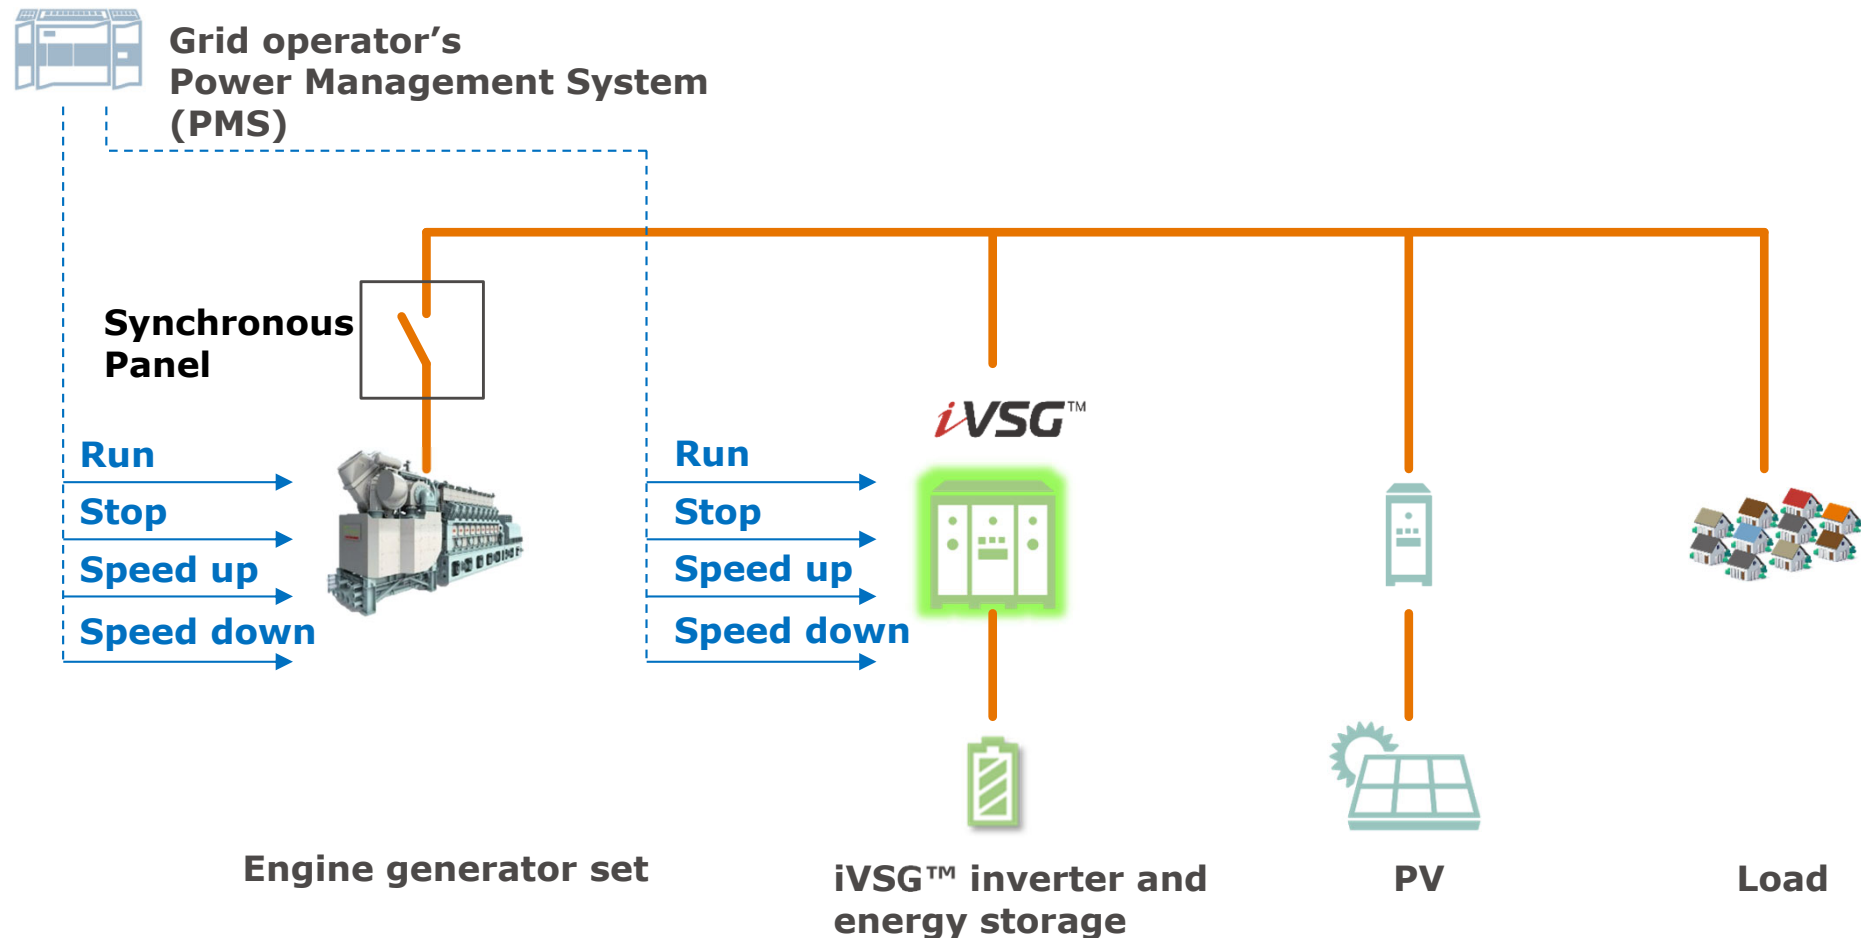 Grid operator’s
Power Management System
(PMS)
Synchronous
Panel
Run
Stop
Speed up
Speed down
Run
Stop
Speed up
Speed down
iVSG™
Engine generator set
iVSG™ inverter and
energy storage
PV
Load